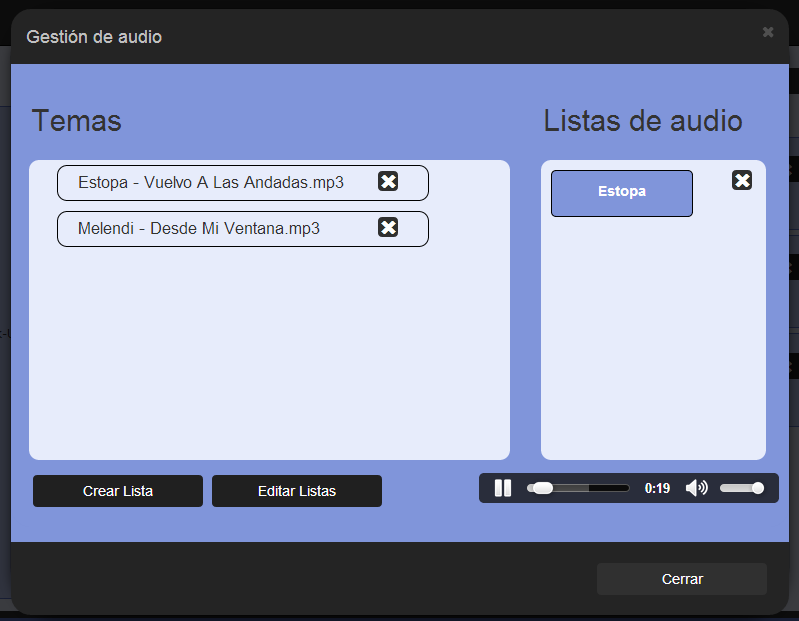 Gestión de audio
Temas
Listas de audio
Estopa - Vuelvo A Las Andadas.mp3
Melendi - Desde Mi Ventana.mp3
Estopa
Crear Lista
Editar Listas
0:19
Cerrar